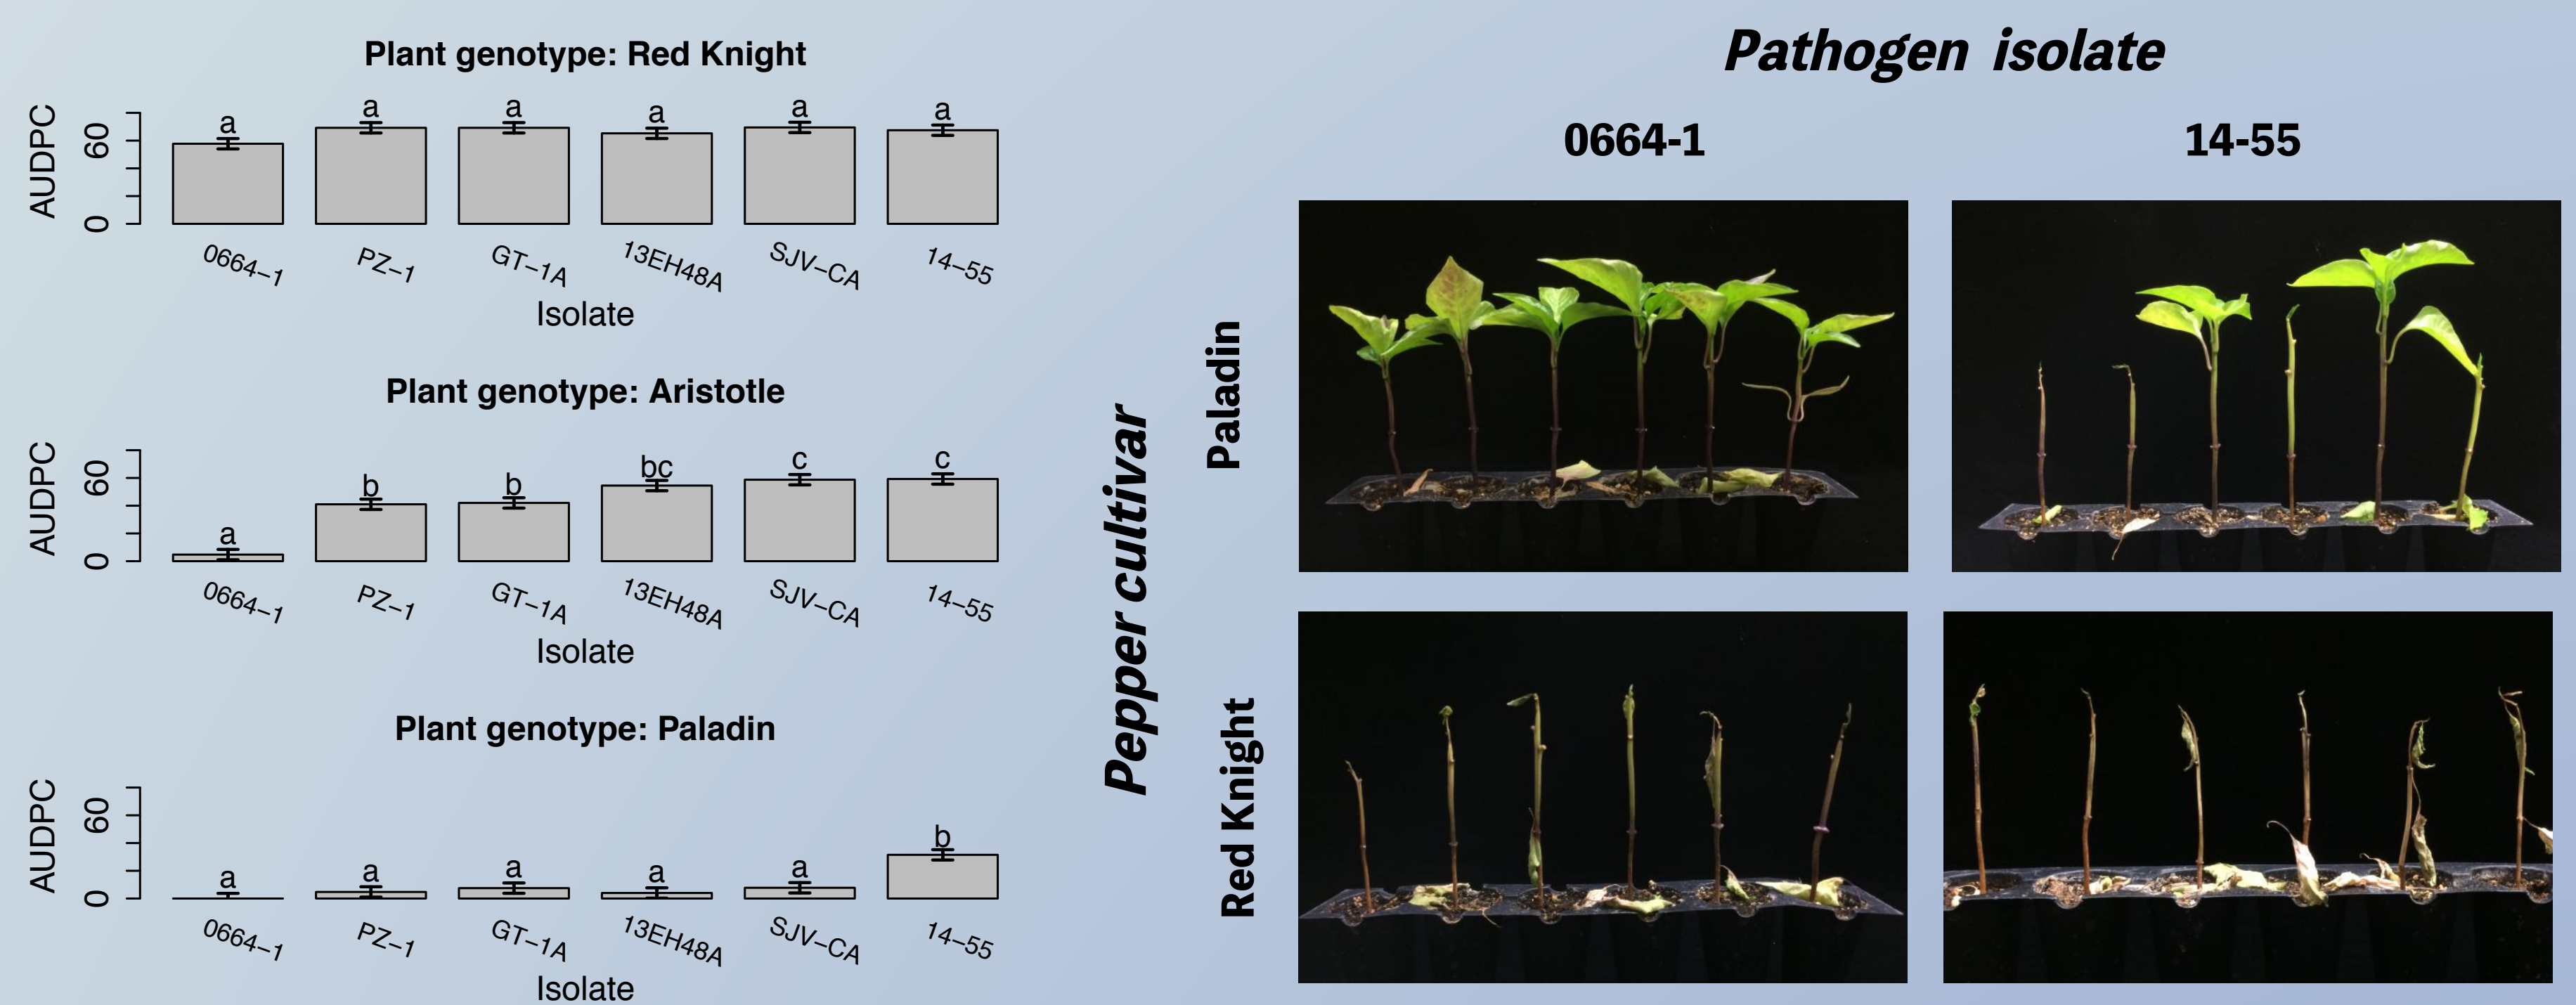 Plant genotype: Red Knight
AUDPC
60
0
a a a a a a
0664−1 PZ−1 GT−1A 13EH48A SJV−CA 14−55
Isolate
Plant genotype: Aristotle
AUDPC
60
0
a b b bc c c
0664−1 PZ−1 GT−1A 13EH48A SJV−CA 14−55
Isolate
Plant genotype: Paladin
AUDPC
60
0
a a a a a b
0664−1 PZ−1 GT−1A 13EH48A SJV−CA 14−55
Isolate
Pathogen isolate
0664-1 14-55
Pepper cultivar
Paladin
Red Knight